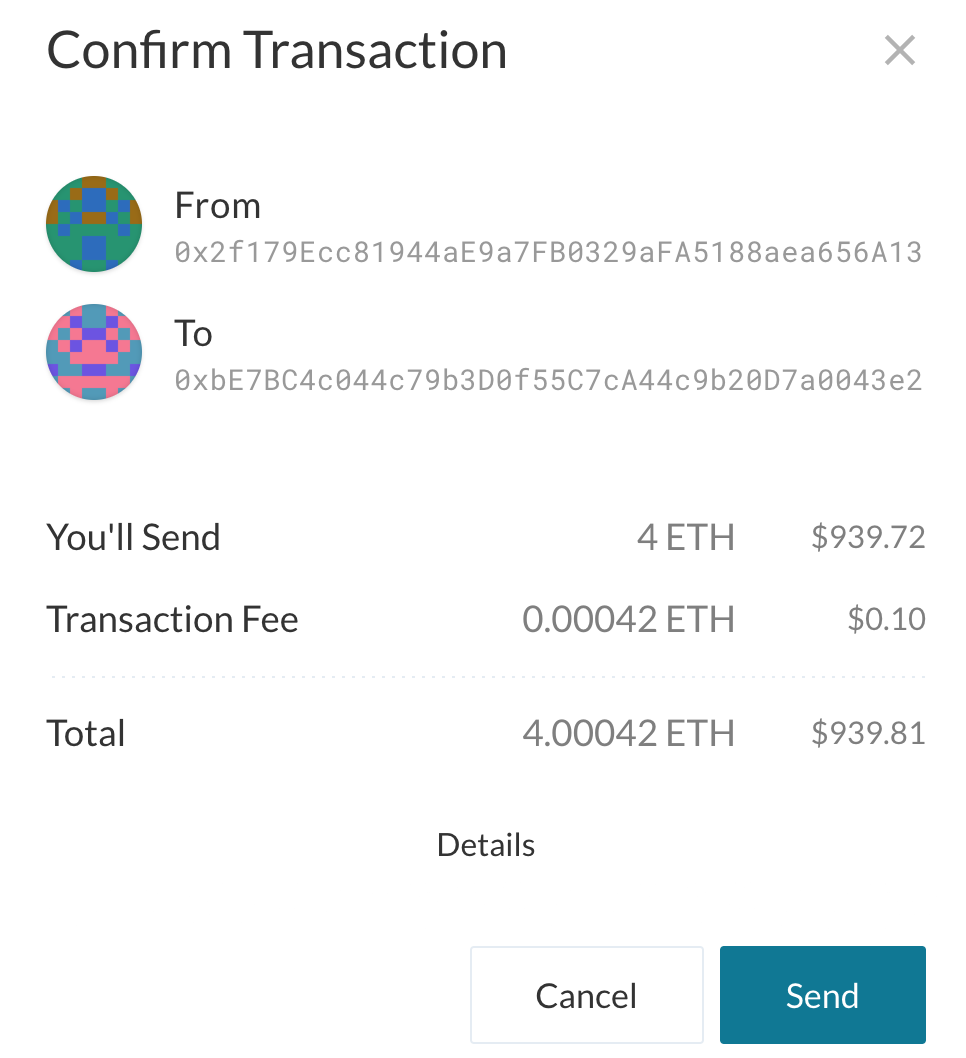 Confirm Transaction
From
0x2f179Ecc81944aE9a7FB0329aFA5188aea656A13
To
0xbE7BC4c044c79b3D0f55C7cA44c9b20D7a0043e2
You'll Send 4 ETH $939.72
Transaction Fee 0.00042 ETH $0.10
Total 4.00042 ETH $939.81
Details
Cancel Send